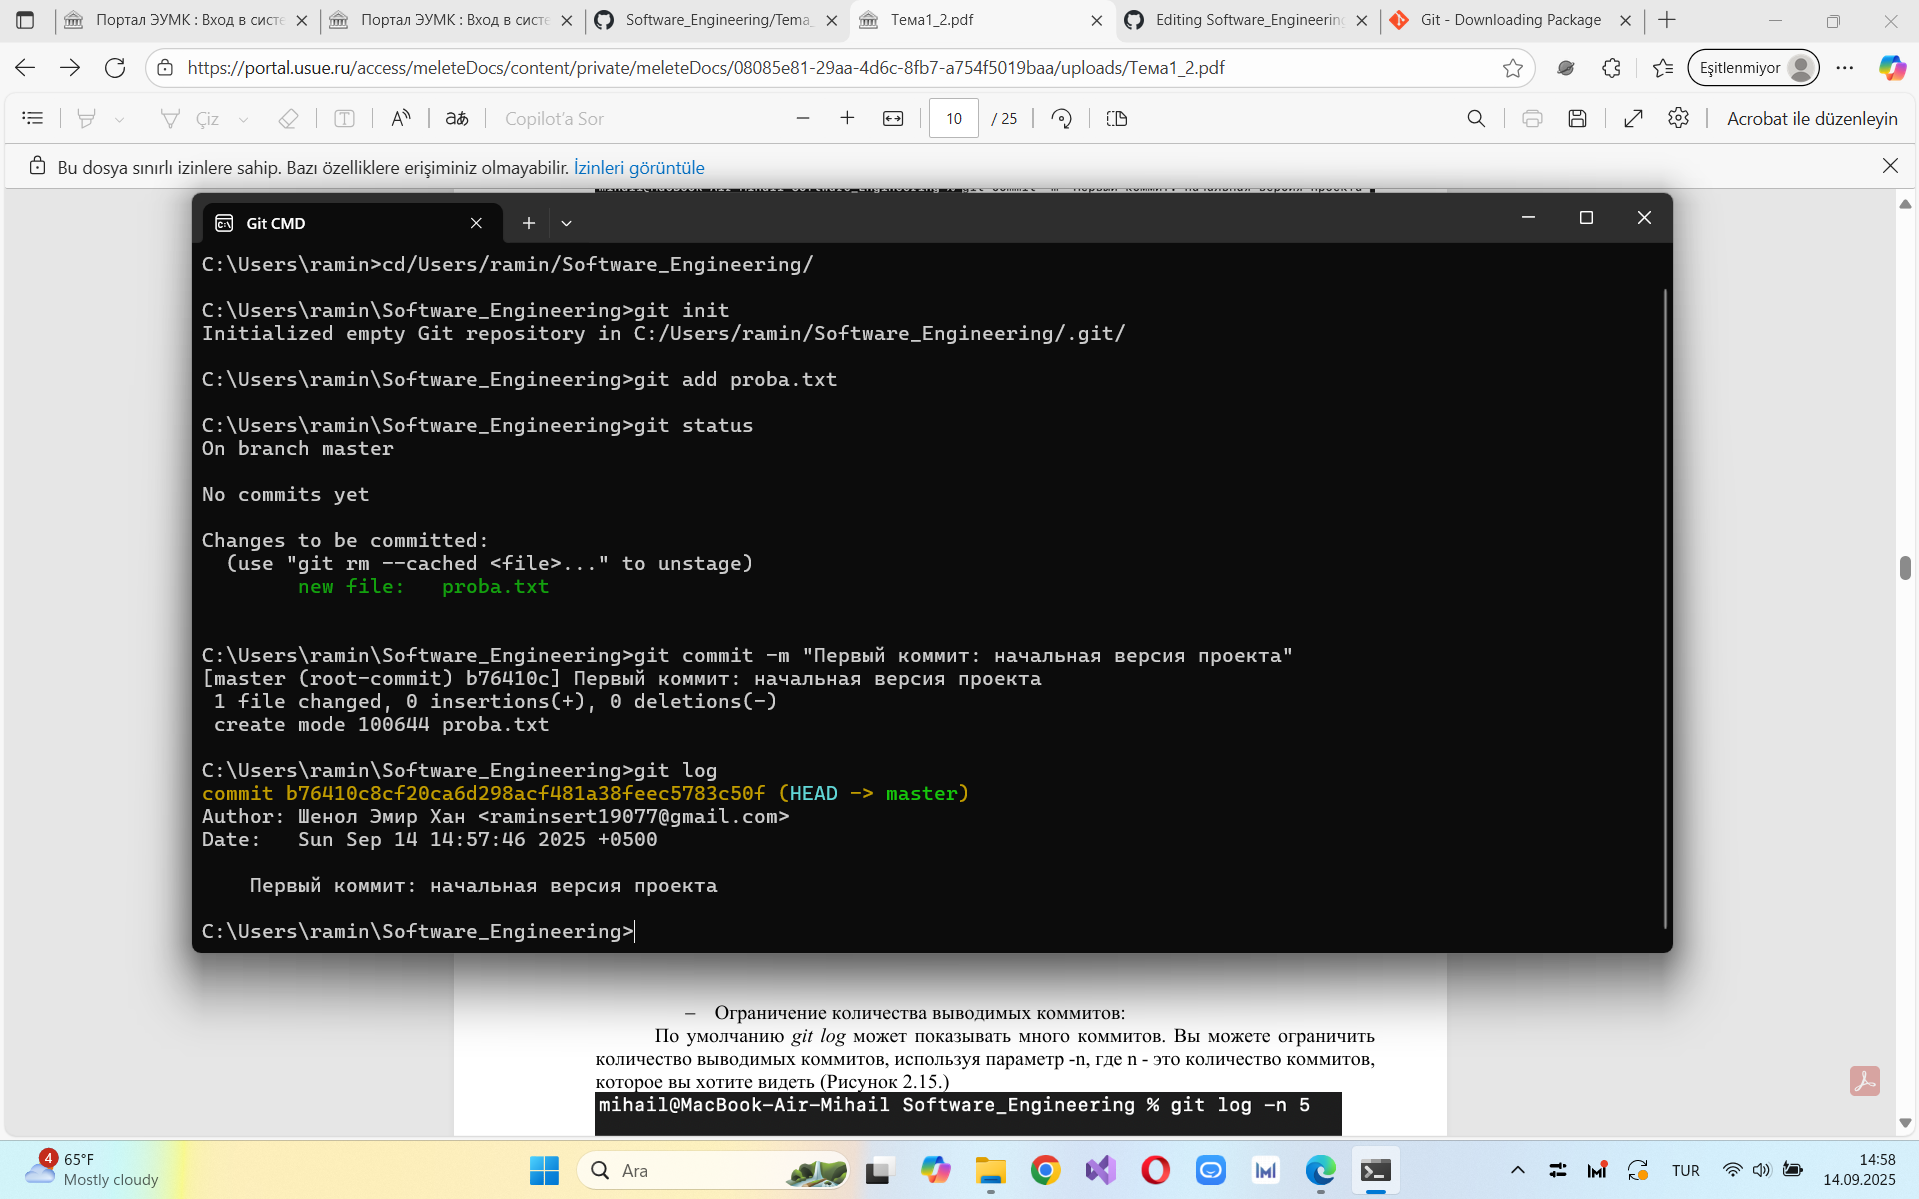 Портал ЭУМК : Вход в систе
Портал ЭУМК : Вход в систе
Software_Engineering/Tema_
Тема1_2.pdf
Editing Software_Engineering
Git - Downloading Package
https://portal.usue.ru/access/meleteDocs/content/private/meleteDocs/08085e81-29aa-4d6c-8fb7-a754f5019baa/uploads/Тема1_2.pdf
Eşitlenmiyor
Çiz
Copilot'a Sor
10 / 25
Acrobat ile düzenleyin
Bu dosya sınırlı izinlere sahip. Bazı özelliklere erişiminiz olmayabilir. İzinleri görüntüle
Git CMD
C:\Users\ramin>cd/Users/ramin/Software_Engineering/
C:\Users\ramin\Software_Engineering>git init
Initialized empty Git repository in C:/Users/ramin/Software_Engineering/.git/
C:\Users\ramin\Software_Engineering>git add proba.txt
C:\Users\ramin\Software_Engineering>git status
On branch master
No commits yet
Changes to be committed:
(use "git rm --cached <file>..." to unstage)
new file:   proba.txt
C:\Users\ramin\Software_Engineering>git commit -m "Первый коммит: начальная версия проекта"
[master (root-commit) b76410c] Первый коммит: начальная версия проекта
1 file changed, 0 insertions(+), 0 deletions(-)
create mode 100644 proba.txt
C:\Users\ramin\Software_Engineering>git log
commit b76410c8cf20ca6d298acf481a38feec5783c50f (HEAD -> master)
Author: Шенол Эмир Хан <raminsert19077@gmail.com>
Date:   Sun Sep 14 14:57:46 2025 +0500
Первый коммит: начальная версия проекта
C:\Users\ramin\Software_Engineering>
– Ограничение количества выводимых коммитов:
По умолчанию git log может показывать много коммитов. Вы можете ограничить
количество выводимых коммитов, используя параметр -n, где n - это количество коммитов,
которое вы хотите видеть (Рисунок 2.15.)
mihail@MacBook-Air-Mihail Software_Engineering % git log -n 5
4
65°F
Mostly cloudy
Ara
TUR
14:58
14.09.2025